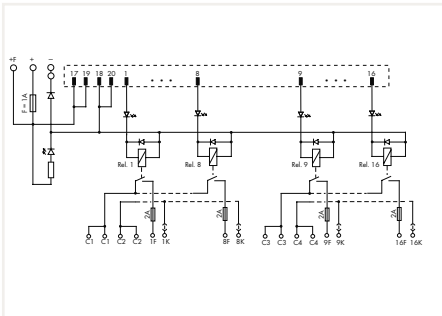 +F + −
17 19 18 20 1 8 9 16
F = 1A
Rel. 1 Rel. 8 Rel. 9 Rel. 16
2A 2A 2A 2A
C1 C1 C2 C2 1F 1K 8F 8K C3 C3 C4 C4 9F 9K 16F 16K